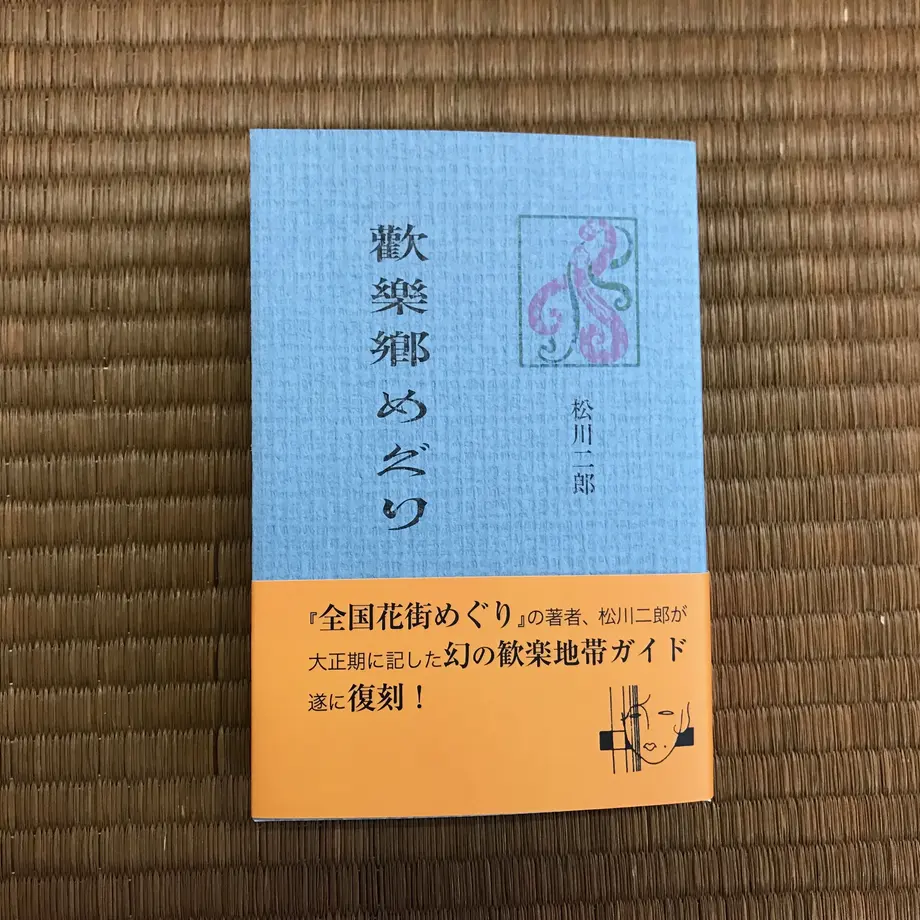 歡樂鄕めぐり
松川二郎
『全国花街めぐり』の著者、松川二郎が
大正期に記した幻の歓楽地帯ガイド
遂に復刻！